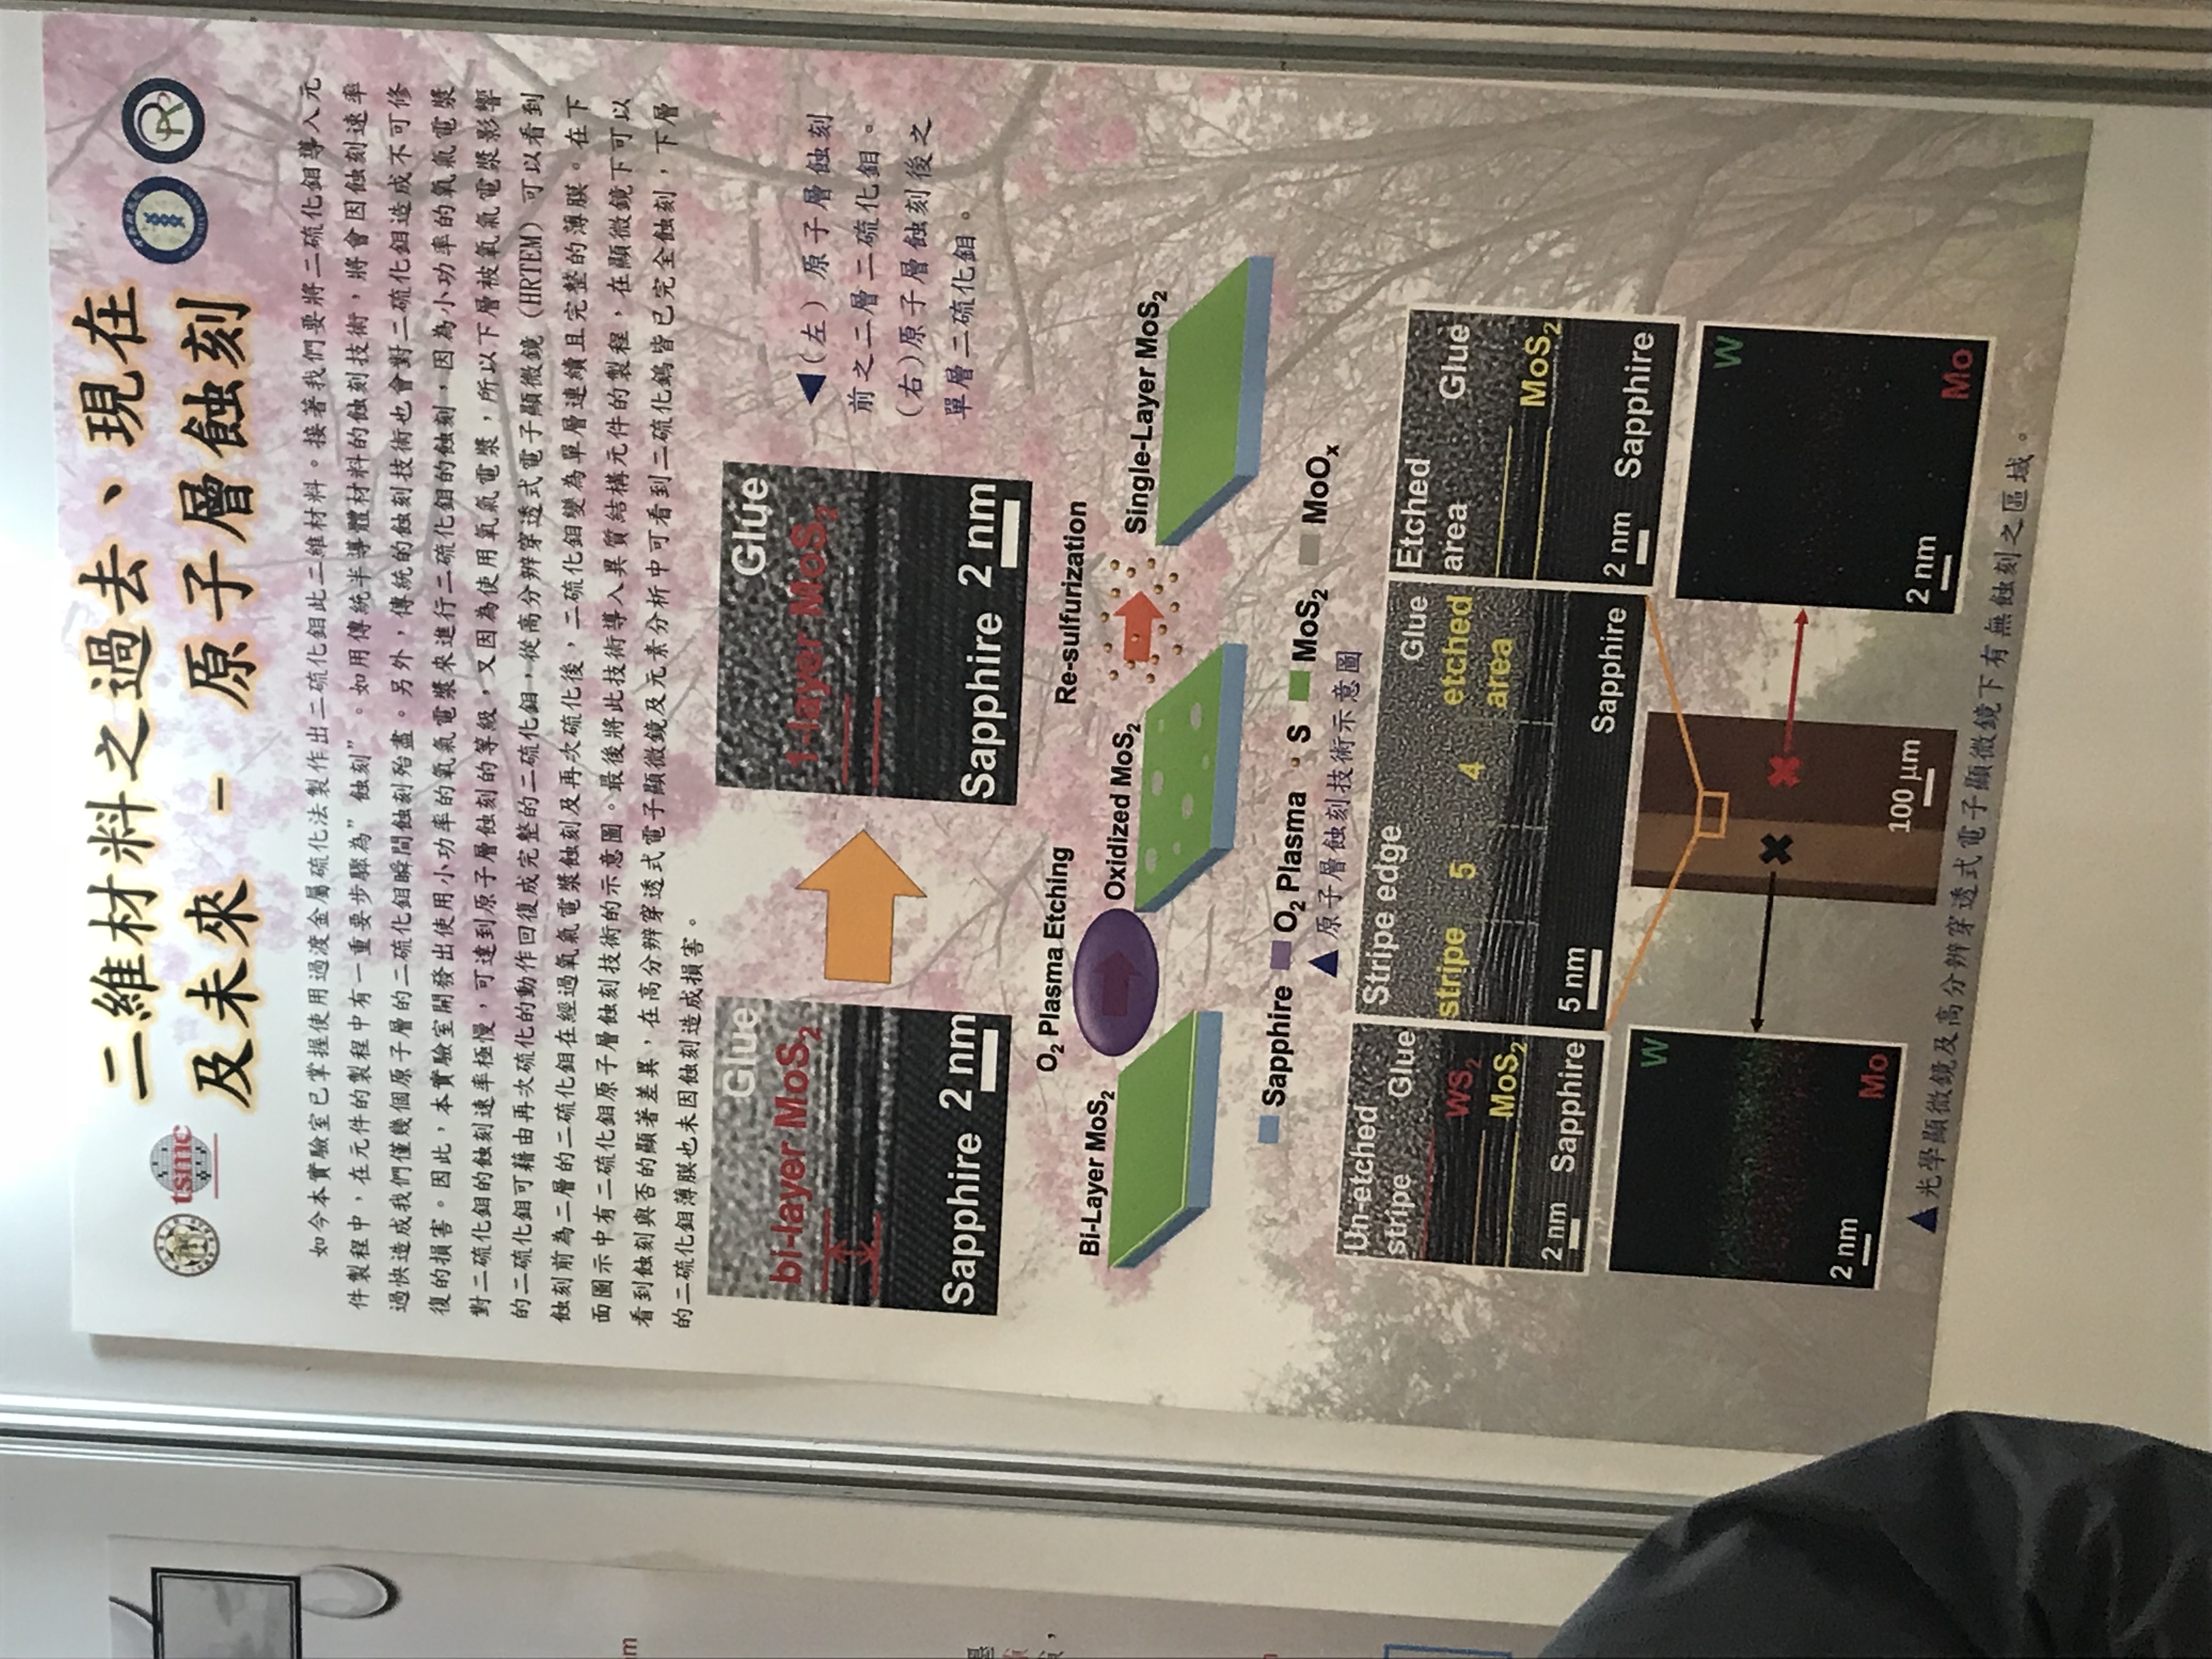 二維材料之過去、現在
及未來 - 原子層蝕刻
tsmc
如今本實驗室已掌握使用過渡金屬硫化法製作出二硫化鉬此二維材料。接著我們要將二硫化鉬導入元
件製程中，在元件的製程中有一重要步驟為”蝕刻”。如用傳統半導體材料的蝕刻技術，將會因蝕刻速率
過快造成我們僅幾個原子層的二硫化鉬瞬間蝕刻殆盡。另外，傳統的蝕刻技術也會對二硫化鉬造成不可修
復的損害。因此，本實驗室開發出使用小功率的氧氣電漿來進行二硫化鉬的蝕刻，因為小功率的氧氣電漿
對二硫化鉬的蝕刻速率極慢，可達到原子層蝕刻的等級，又因為使用氧氣電漿，所以下層被氧氣電漿影響
的二硫化鉬可藉由再次硫化的動作回復成完整的二硫化鉬，從高分辨穿透式電子顯微鏡 (HRTEM) 可以看到
蝕刻前為二層的二硫化鉬在經過氧氣電漿蝕刻及再次硫化後，二硫化鉬變為單層連續且完整的薄膜。在下
面圖示中有二硫化鉬原子層蝕刻技術的示意圖。最後將此技術導入異質結構元件的製程，在顯微鏡下可以
看到蝕刻與否的顯著差異，在高分辨穿透式電子顯微鏡及元素分析中可看到二硫化鎢皆已完全蝕刻，下層
的二硫化鉬薄膜也未因蝕刻造成損害。
Glue
bi-layer MoS2
Sapphire 2 nm
Glue
1-layer MoS2
Sapphire 2 nm
◀(左) 原子層蝕刻
前之二層二硫化鉬。
(右)原子層蝕刻後之
單層二硫化鉬。
Bi-Layer MoS2
O2 Plasma Etching
Oxidized MoS2
Re-sulfurization
Single-Layer MoS2
Sapphire O2 Plasma S MoS2 MoOx
▲原子層蝕刻技術示意圖
Un-etched
stripe Glue
WS2
MoS2
2 nm Sapphire
Stripe edge
Glue
stripe 5 4 etched
area
5 nm
Sapphire
Etched
area Glue
MoS2
2 nm Sapphire
W
2 nm
Mo
100 μm
W
2 nm
Mo
▲光學顯微鏡及高分辨穿透式電子顯微鏡下有無蝕刻之區域。